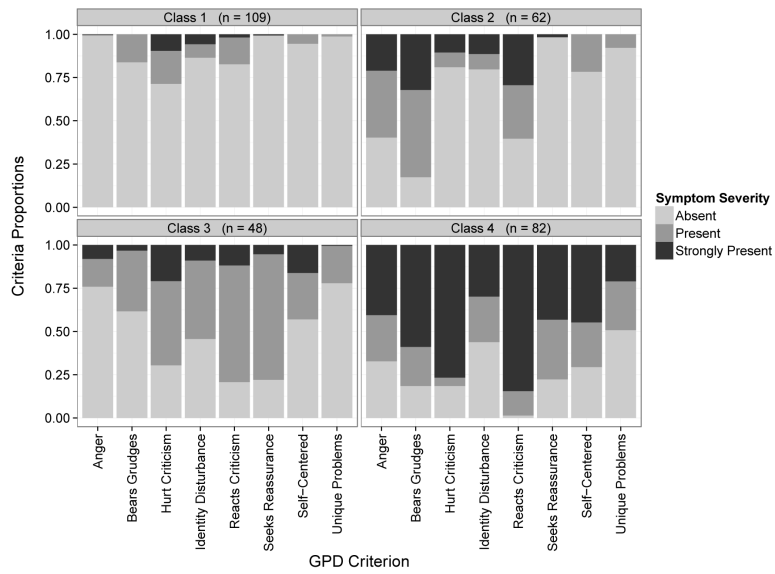 Class 1 (n = 109)
Class 2 (n = 62)
1.00
0.75
0.50
0.25
0.00
Class 3 (n = 48)
Class 4 (n = 82)
1.00
0.75
0.50
0.25
0.00
Criteria Proportions
Anger
Bears Grudges
Hurt Criticism
Identity Disturbance
Reacts Criticism
Seeks Reassurance
Self-Centered
Unique Problems
Anger
Bears Grudges
Hurt Criticism
Identity Disturbance
Reacts Criticism
Seeks Reassurance
Self-Centered
Unique Problems
GPD Criterion
Symptom Severity
Absent
Present
Strongly Present